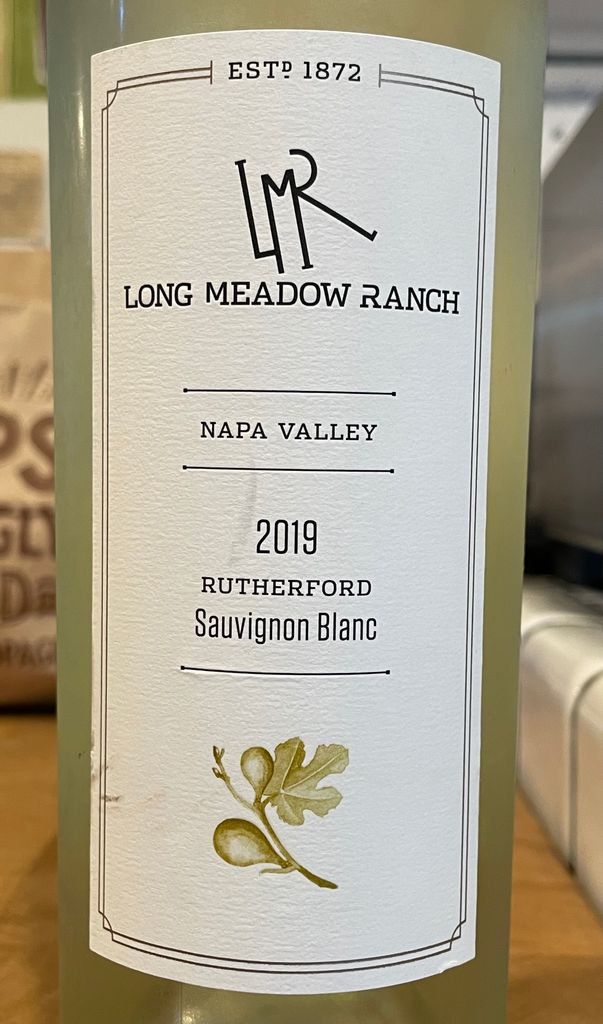 ESTD 1872
LMR
LONG MEADOW RANCH
NAPA VALLEY
2019
RUTHERFORD
Sauvignon Blanc